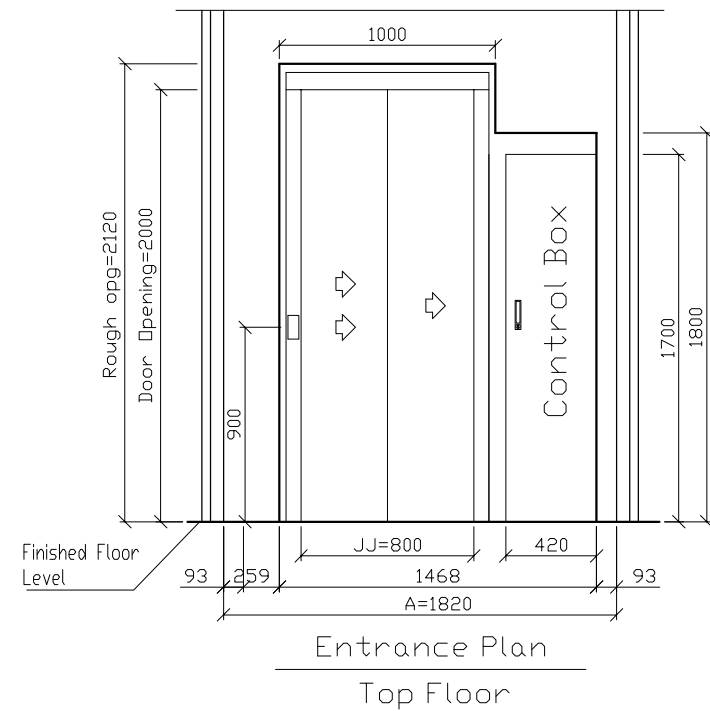 1000
Rough opg=2120
Door Opening=2000
900
Control Box
1700
1800
Finished Floor
Level
JJ=800
420
93
259
1468
93
A=1820
Entrance Plan
Top Floor